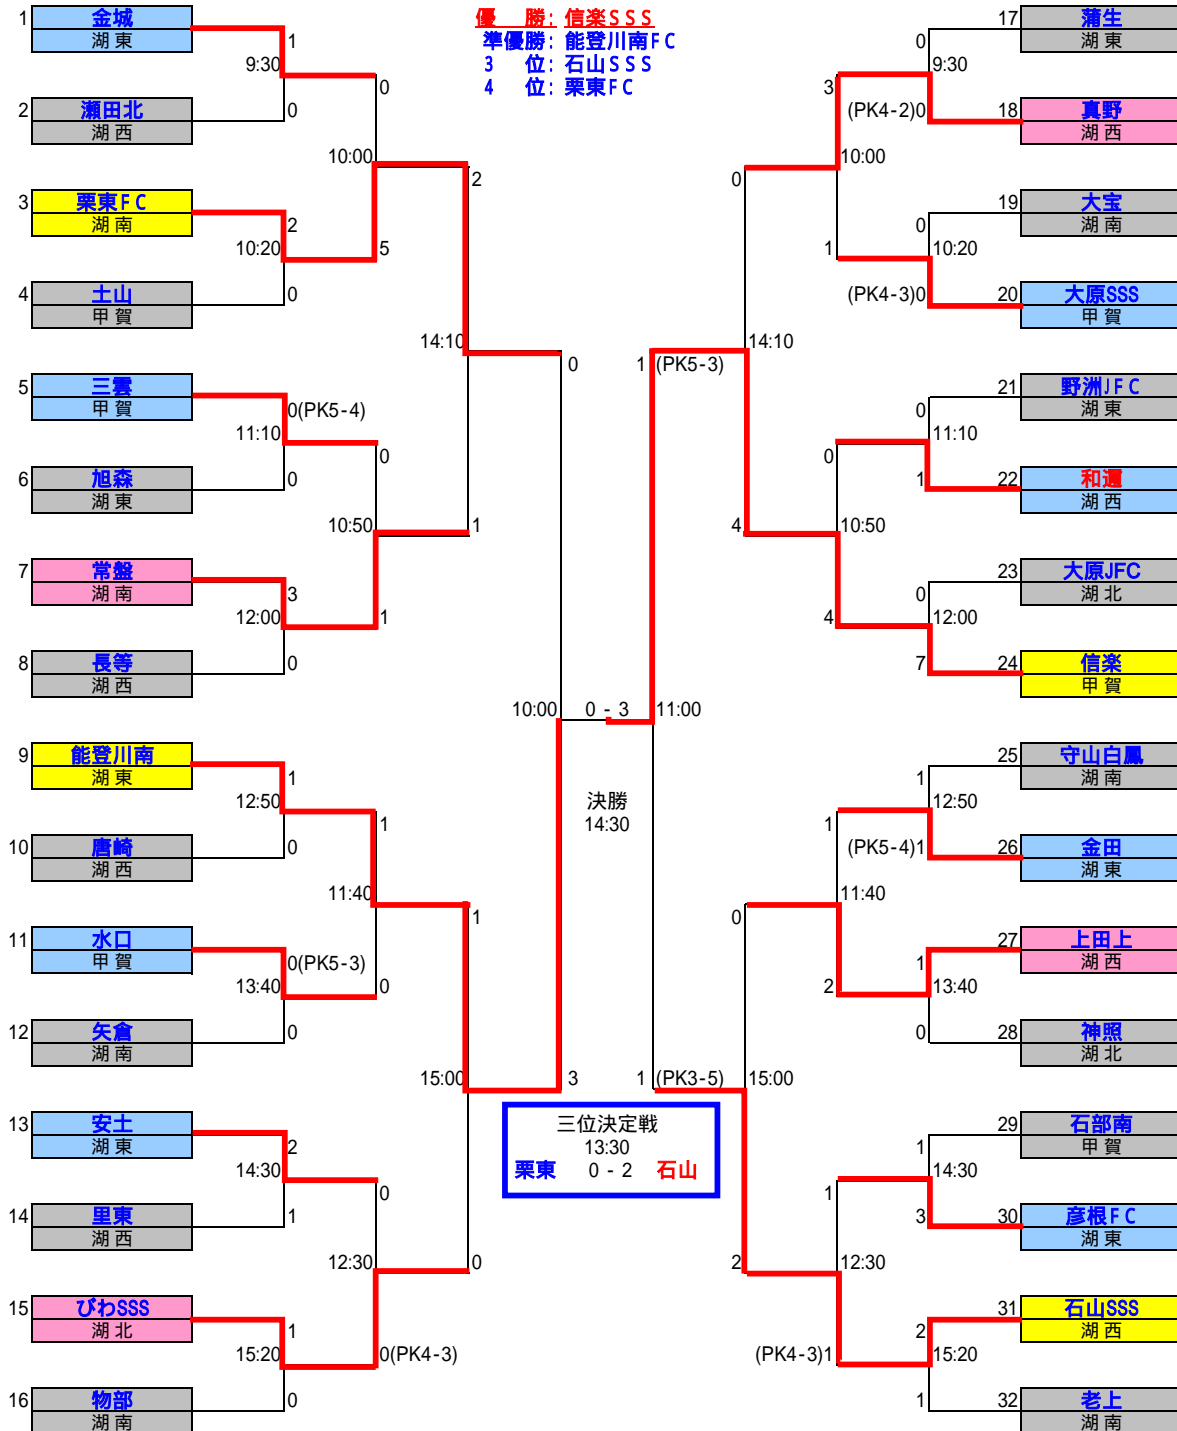 優　勝: 信楽SSS
準優勝: 能登川南FC
3　位: 石山SSS
4　位: 栗東FC
1 金城
湖東
1
9:30
0
2 瀬田北
湖西
0
10:00
2
3 栗東FC
湖南
2
10:20
5
4 土山
甲賀
0
14:10
0
5 三雲
甲賀
0(PK5-4)
11:10
0
6 旭森
湖東
0
10:50
1
7 常盤
湖南
3
12:00
1
8 長等
湖西
0
10:00
9 能登川南
湖東
1
12:50
1
10 唐崎
湖西
0
11:40
1
11 水口
甲賀
0(PK5-3)
13:40
0
12 矢倉
湖南
0
15:00
3
13 安土
湖東
2
14:30
0
14 里東
湖西
1
12:30
0
15 びわSSS
湖北
1
15:20
0(PK4-3)
16 物部
湖南
0
0 - 3
決勝
14:30
三位決定戦
13:30
栗東 0 - 2 石山
17 蒲生
湖東
0
9:30
3
(PK4-2)0
18 真野
湖西
10:00
0
19 大宝
湖南
0
10:20
1
(PK4-3)0
20 大原SSS
甲賀
14:10
1 (PK5-3)
21 野洲JFC
湖東
0
11:10
0
1
22 和邇
湖西
10:50
4
23 大原JFC
湖北
0
12:00
4
7
24 信楽
甲賀
11:00
25 守山白鳳
湖南
1
12:50
1
(PK5-4)1
26 金田
湖東
11:40
0
27 上田上
湖西
1
13:40
2
0
28 神照
湖北
15:00
1 (PK3-5)
29 石部南
甲賀
1
14:30
1
3
30 彦根FC
湖東
12:30
2
31 石山SSS
湖西
2
15:20
(PK4-3)1
1
32 老上
湖南